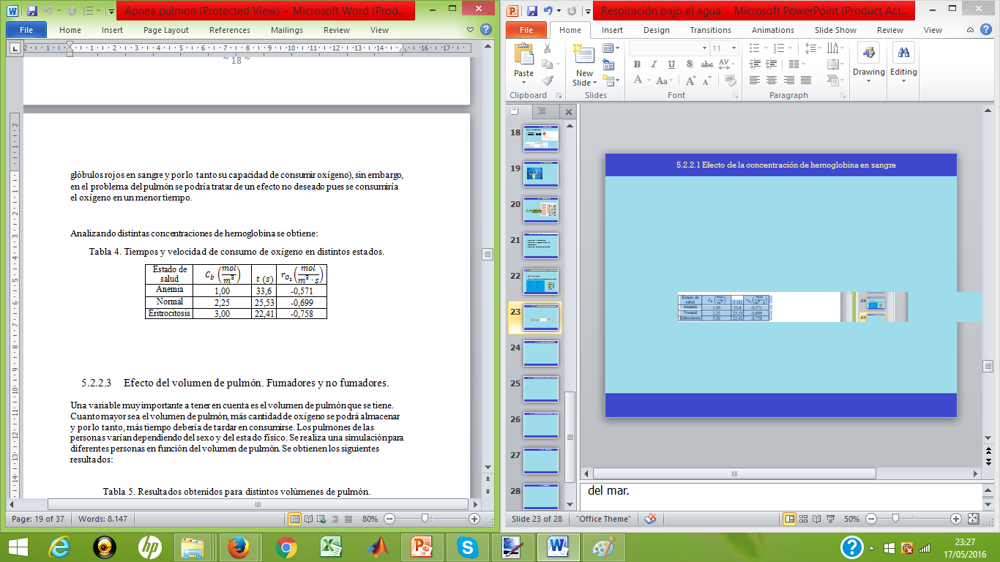 Apnea pulmon (Protected View) - Microsoft Word (Prod...
File Home Insert Page Layout References Mailings Review View
~ 18 ~
glóbulos rojos en sangre y por lo tanto su capacidad de consumir oxígeno), sin embargo,
en el problema del pulmón se podría tratar de un efecto no deseado pues se consumiría
el oxígeno en un menor tiempo.
Analizando distintas concentraciones de hemoglobina se obtiene:
Tabla 4. Tiempos y velocidad de consumo de oxígeno en distintos estados.
Estado de salud C_b (mol/m³) t (s) r_O₂ (mol/m³·s)
Anemia 1,00 33,6 -0,571
Normal 2,25 25,53 -0,699
Eritrocitosis 3,00 22,41 -0,758
5.2.2.3 Efecto del volumen de pulmón. Fumadores y no fumadores.
Una variable muy importante a tener en cuenta es el volumen de pulmón que se tiene.
Cuanto mayor sea el volumen de pulmón, más cantidad de oxígeno se podrá almacenar
y por lo tanto, más tiempo debería de tardar en consumirse. Los pulmones de las
personas varían dependiendo del sexo y del estado físico. Se realiza una simulación para
diferentes personas en función del volumen de pulmón. Se obtienen los siguientes
resultados:
Tabla 5. Resultados obtenidos para distintos volúmenes de pulmón.
Page: 19 of 37 Words: 8.147 80%
Respiración bajo el agua - Microsoft PowerPoint (Product Act...
File Home Insert Design Transitions Animations Slide Show Review View
Paste
New
Slide
11
B I U S abc AV
A Aa A A
Drawing
Editing
Clipboard Slides Font Paragraph
18
19
20
21
22
23
24
25
26
27
28
5.2.2.1 Efecto de la concentración de hemoglobina en sangre
Estado de salud C_b (mol/m³) t (s)
Anemia 1,00 33,6 -0,571
Normal 2,25 25,53 -0,699
Eritrocitosis 3,00 22,41 -0,758
22
23
del mar.
Slide 23 of 28 "Office Theme" 50%
23:27
17/05/2016